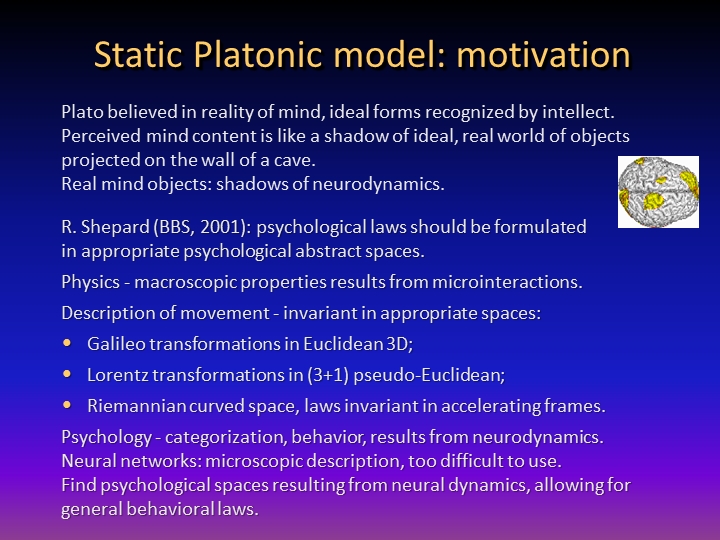 Static Platonic model: motivation
Plato believed in reality of mind, ideal forms recognized by intellect.
Perceived mind content is like a shadow of ideal, real world of objects
projected on the wall of a cave.
Real mind objects: shadows of neurodynamics.
R. Shepard (BBS, 2001): psychological laws should be formulated
in appropriate psychological abstract spaces.
Physics - macroscopic properties results from microinteractions.
Description of movement - invariant in appropriate spaces:
• Galileo transformations in Euclidean 3D;
• Lorentz transformations in (3+1) pseudo-Euclidean;
• Riemannian curved space, laws invariant in accelerating frames.
Psychology - categorization, behavior, results from neurodynamics.
Neural networks: microscopic description, too difficult to use.
Find psychological spaces resulting from neural dynamics, allowing for
general behavioral laws.